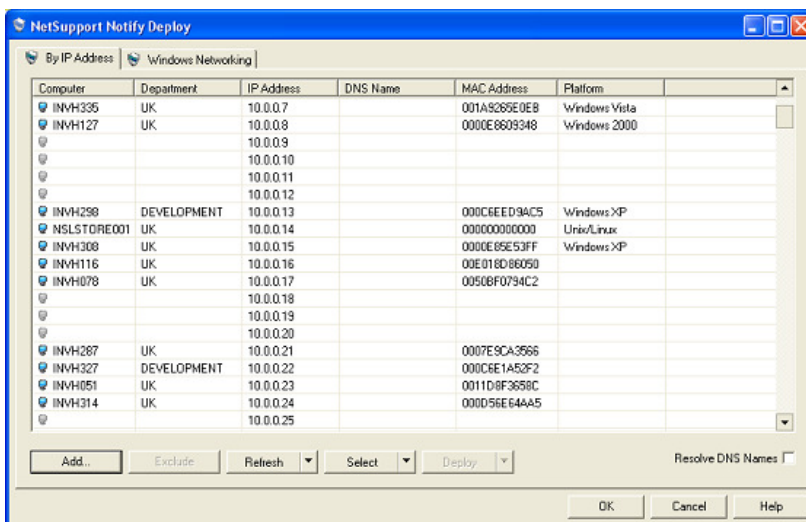 NetSupport Notify Deploy
By IP Address Windows Networking
Computer Department IP Address DNS Name MAC Address Platform
INVH335 UK 10.0.0.7 001A9265E0EB Windows Vista
INVH127 UK 10.0.0.8 0000E8609348 Windows 2000
10.0.0.9
10.0.0.10
10.0.0.11
10.0.0.12
INVH298 DEVELOPMENT 10.0.0.13 000C6EED9AC5 Windows XP
NSLSTORE001 UK 10.0.0.14 000000000000 Unix/Linux
INVH308 UK 10.0.0.15 0000E85E53FF Windows XP
INVH116 UK 10.0.0.16 00E018D86050
INVH078 UK 10.0.0.17 0050BF0794C2
10.0.0.18
10.0.0.19
10.0.0.20
INVH287 UK 10.0.0.21 0007E9CA3566
INVH327 DEVELOPMENT 10.0.0.22 000C6E1A52F2
INVH051 UK 10.0.0.23 0011D8F3658C
INVH314 UK 10.0.0.24 000D56E64AA5
10.0.0.25
Add... Exclude Refresh Select Deploy Resolve DNS Names
OK Cancel Help